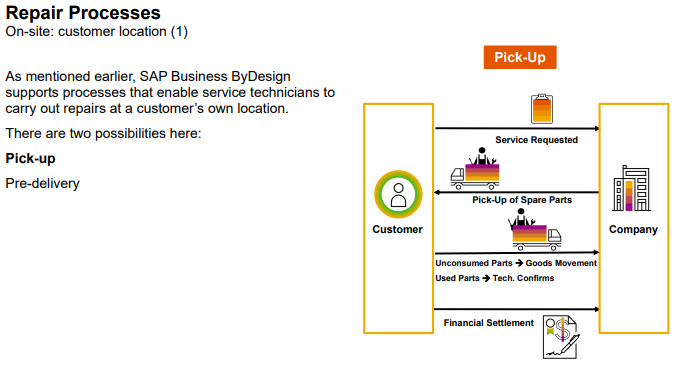 Repair Processes
On-site: customer location (1)
As mentioned earlier, SAP Business ByDesign
supports processes that enable service technicians to
carry out repairs at a customer's own location.
There are two possibilities here:
Pick-up
Pre-delivery
Pick-Up
Service Requested
Pick-Up of Spare Parts
Customer
Company
Unconsumed Parts → Goods Movement
Used Parts → Tech. Confirms
Financial Settlement